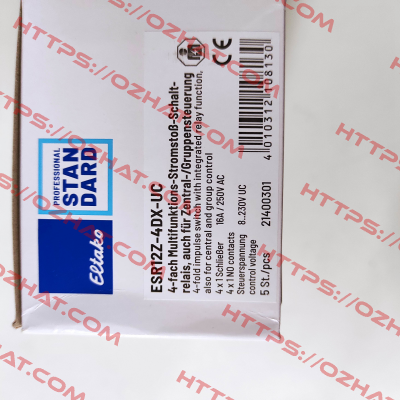 PROFESSIONAL
STAN
DARD
Eltako
ESR12Z-4DX-UC
4-fach Multifunktions-Stromstoß-Schalt-
relais, auch für Zentral-/Gruppensteuerung
4-fold impulse switch with integrated relay function,
also for central and group control
4 x 1 Schließer 16A / 250V AC
4 x 1 NO contacts
Steuerspannung 8..230V UC
control voltage
5 St./pcs 21400301
4 010312 108130
CE
HTTPS://OZHAT.COM
HTTPS://OZHAT.COM
HTTPS://OZHAT.COM
HTTPS://OZHAT.COM
HTTPS://OZHAT.COM